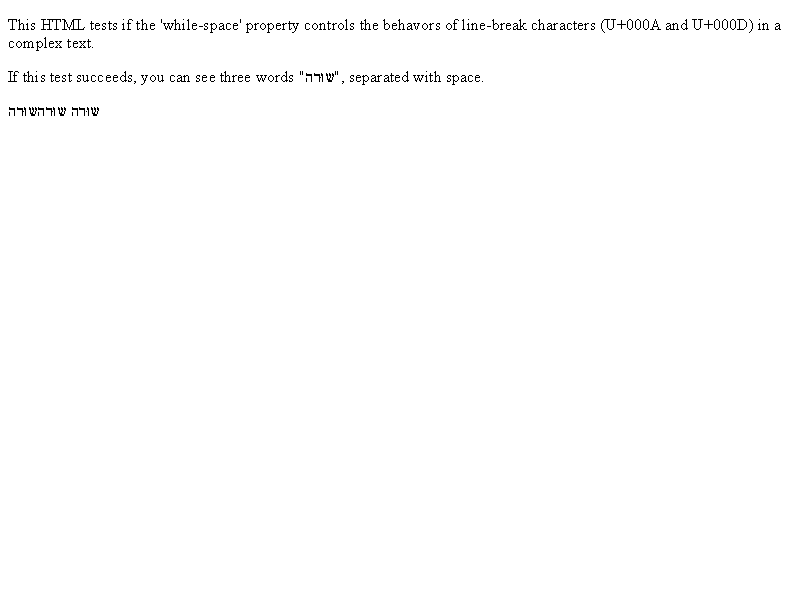 This HTML tests if the 'while-space' property controls the behavors of line-break characters (U+000A and U+000D) in a
complex text.
If this test succeeds, you can see three words "שורה", separated with space.
שורה שורהשורה